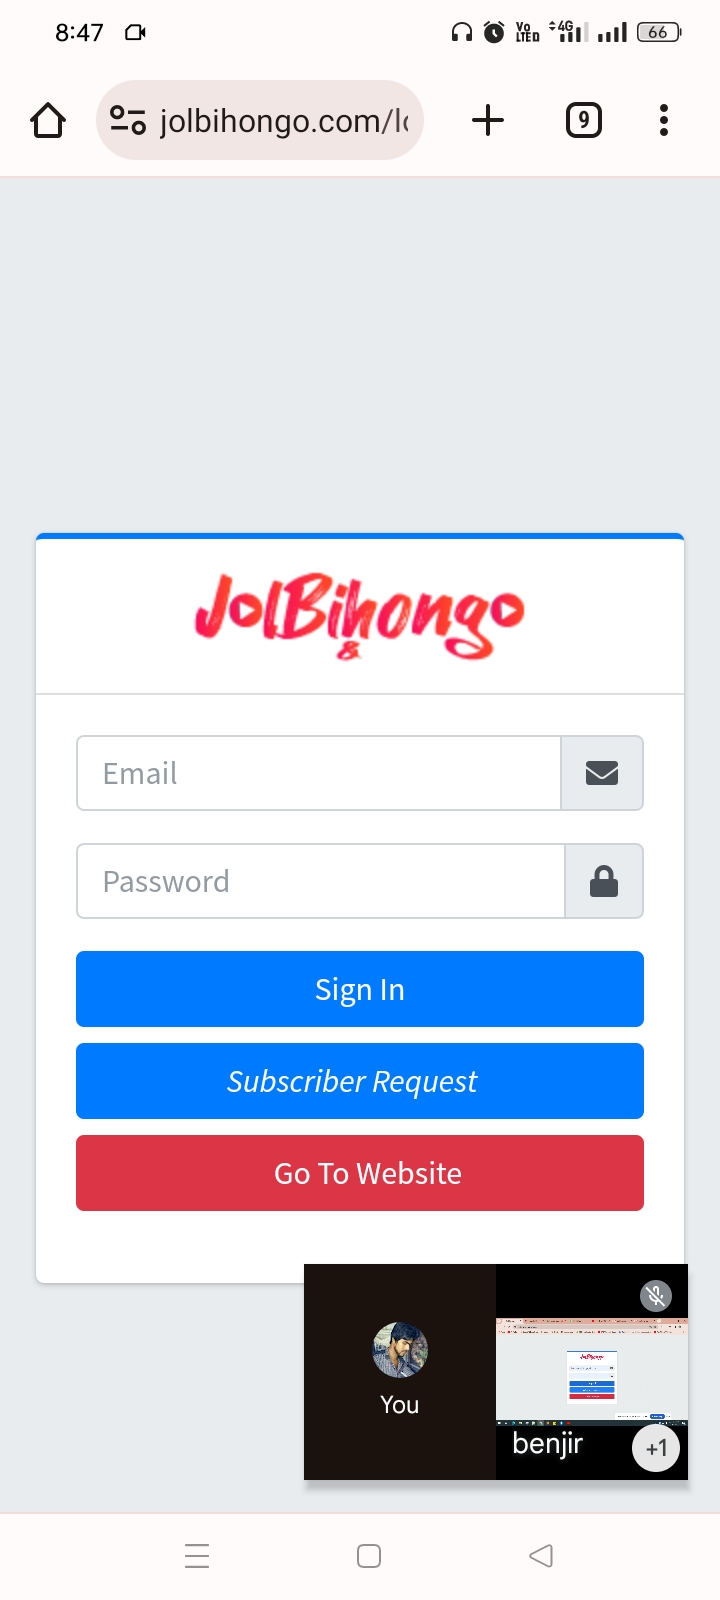 8:47
Vo LTE D
4G
66
jolbihongo.com/lo
9
JolBihongo
&
Email
Password
Sign In
Subscriber Request
Go To Website
You
benjir
+1